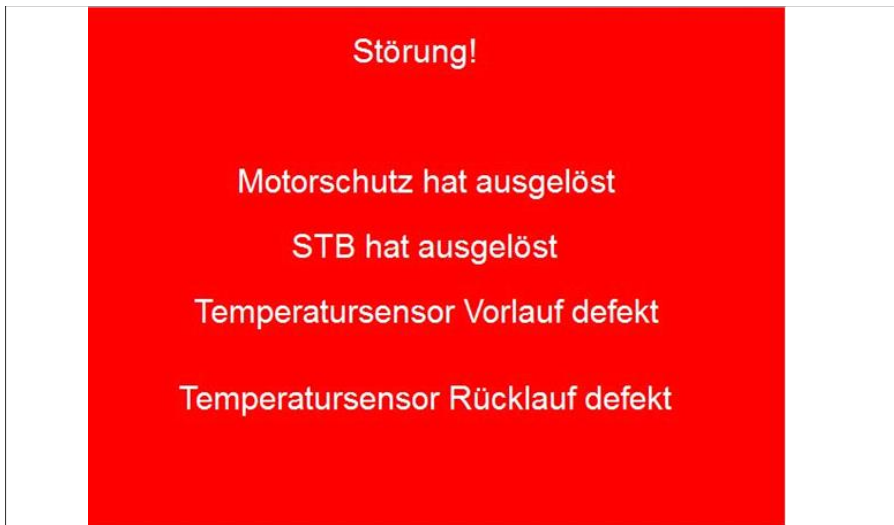 Störung!
Motorschutz hat ausgelöst
STB hat ausgelöst
Temperatursensor Vorlauf defekt
Temperatursensor Rücklauf defekt